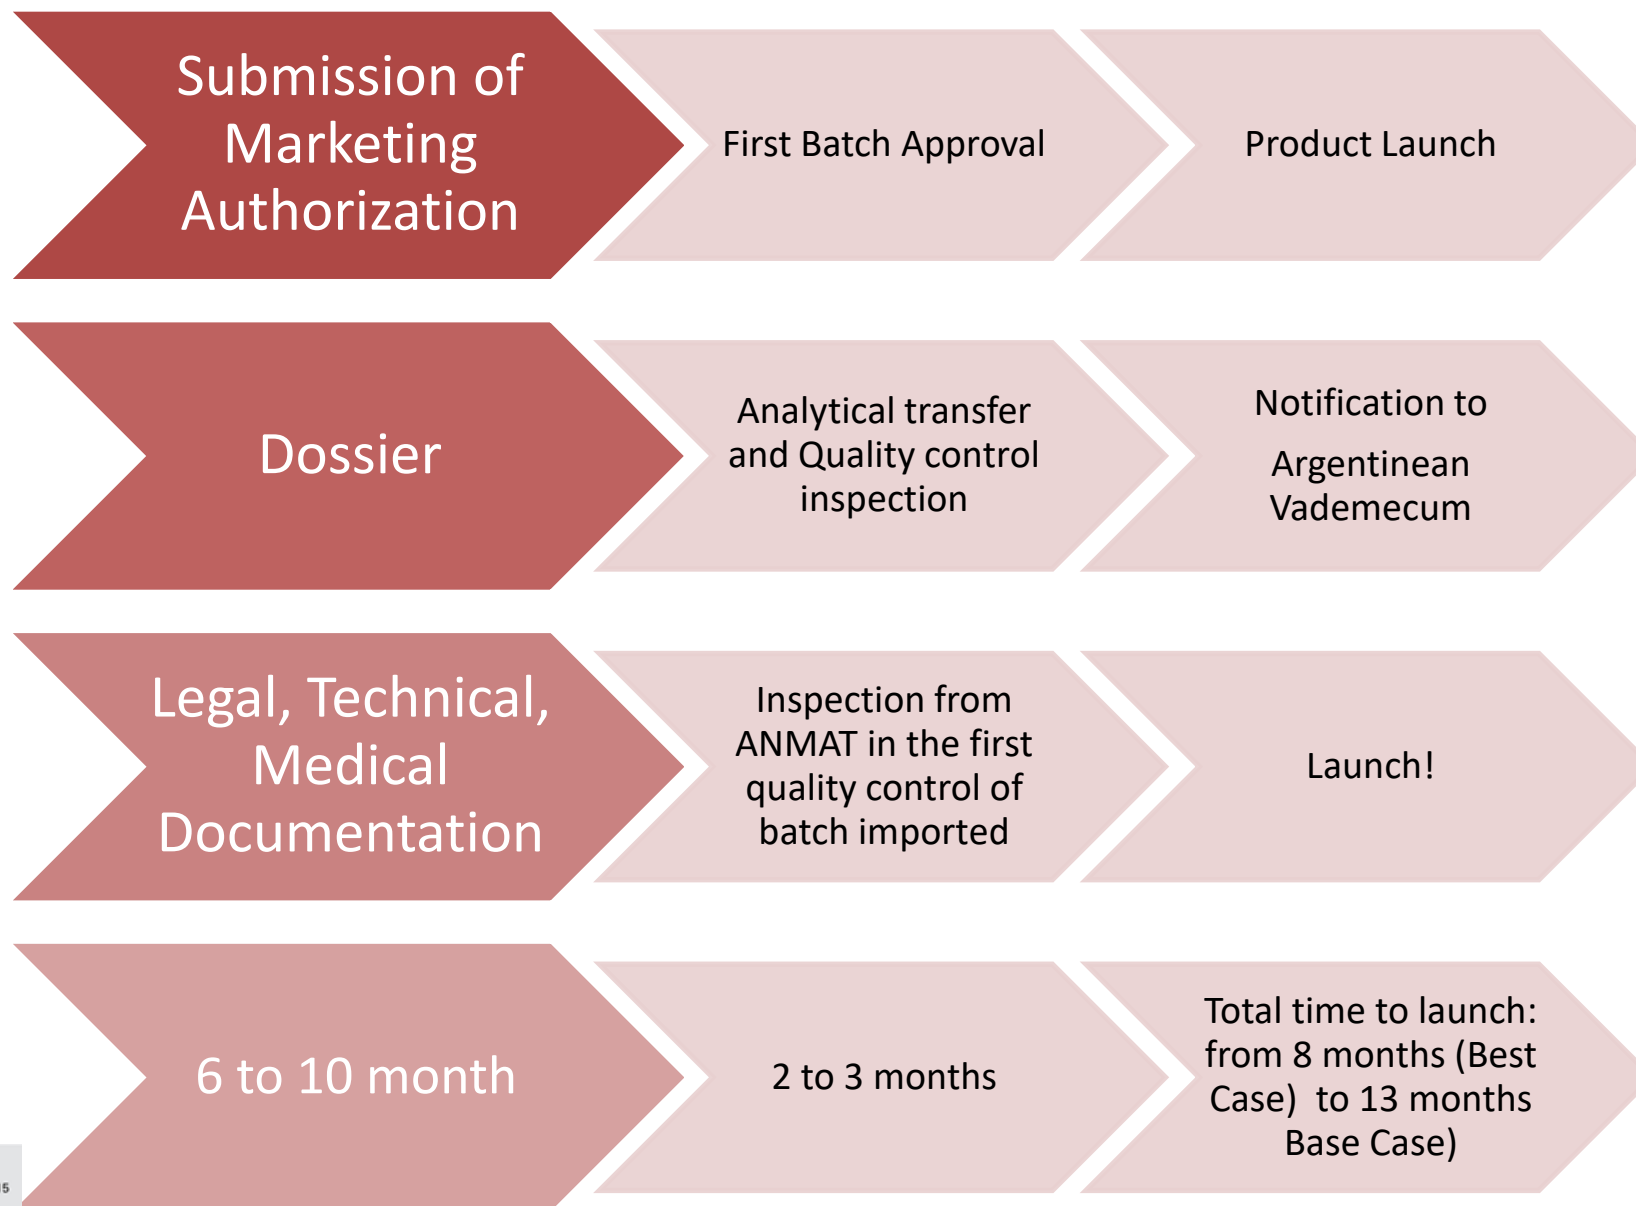 Submission of
Marketing
Authorization
First Batch Approval
Product Launch
Dossier
Analytical transfer
and Quality control
inspection
Notification to
Argentinean
Vademecum
Legal, Technical,
Medical
Documentation
Inspection from
ANMAT in the first
quality control of
batch imported
Launch!
6 to 10 month
2 to 3 months
Total time to launch:
from 8 months (Best
Case)  to 13 months
Base Case)